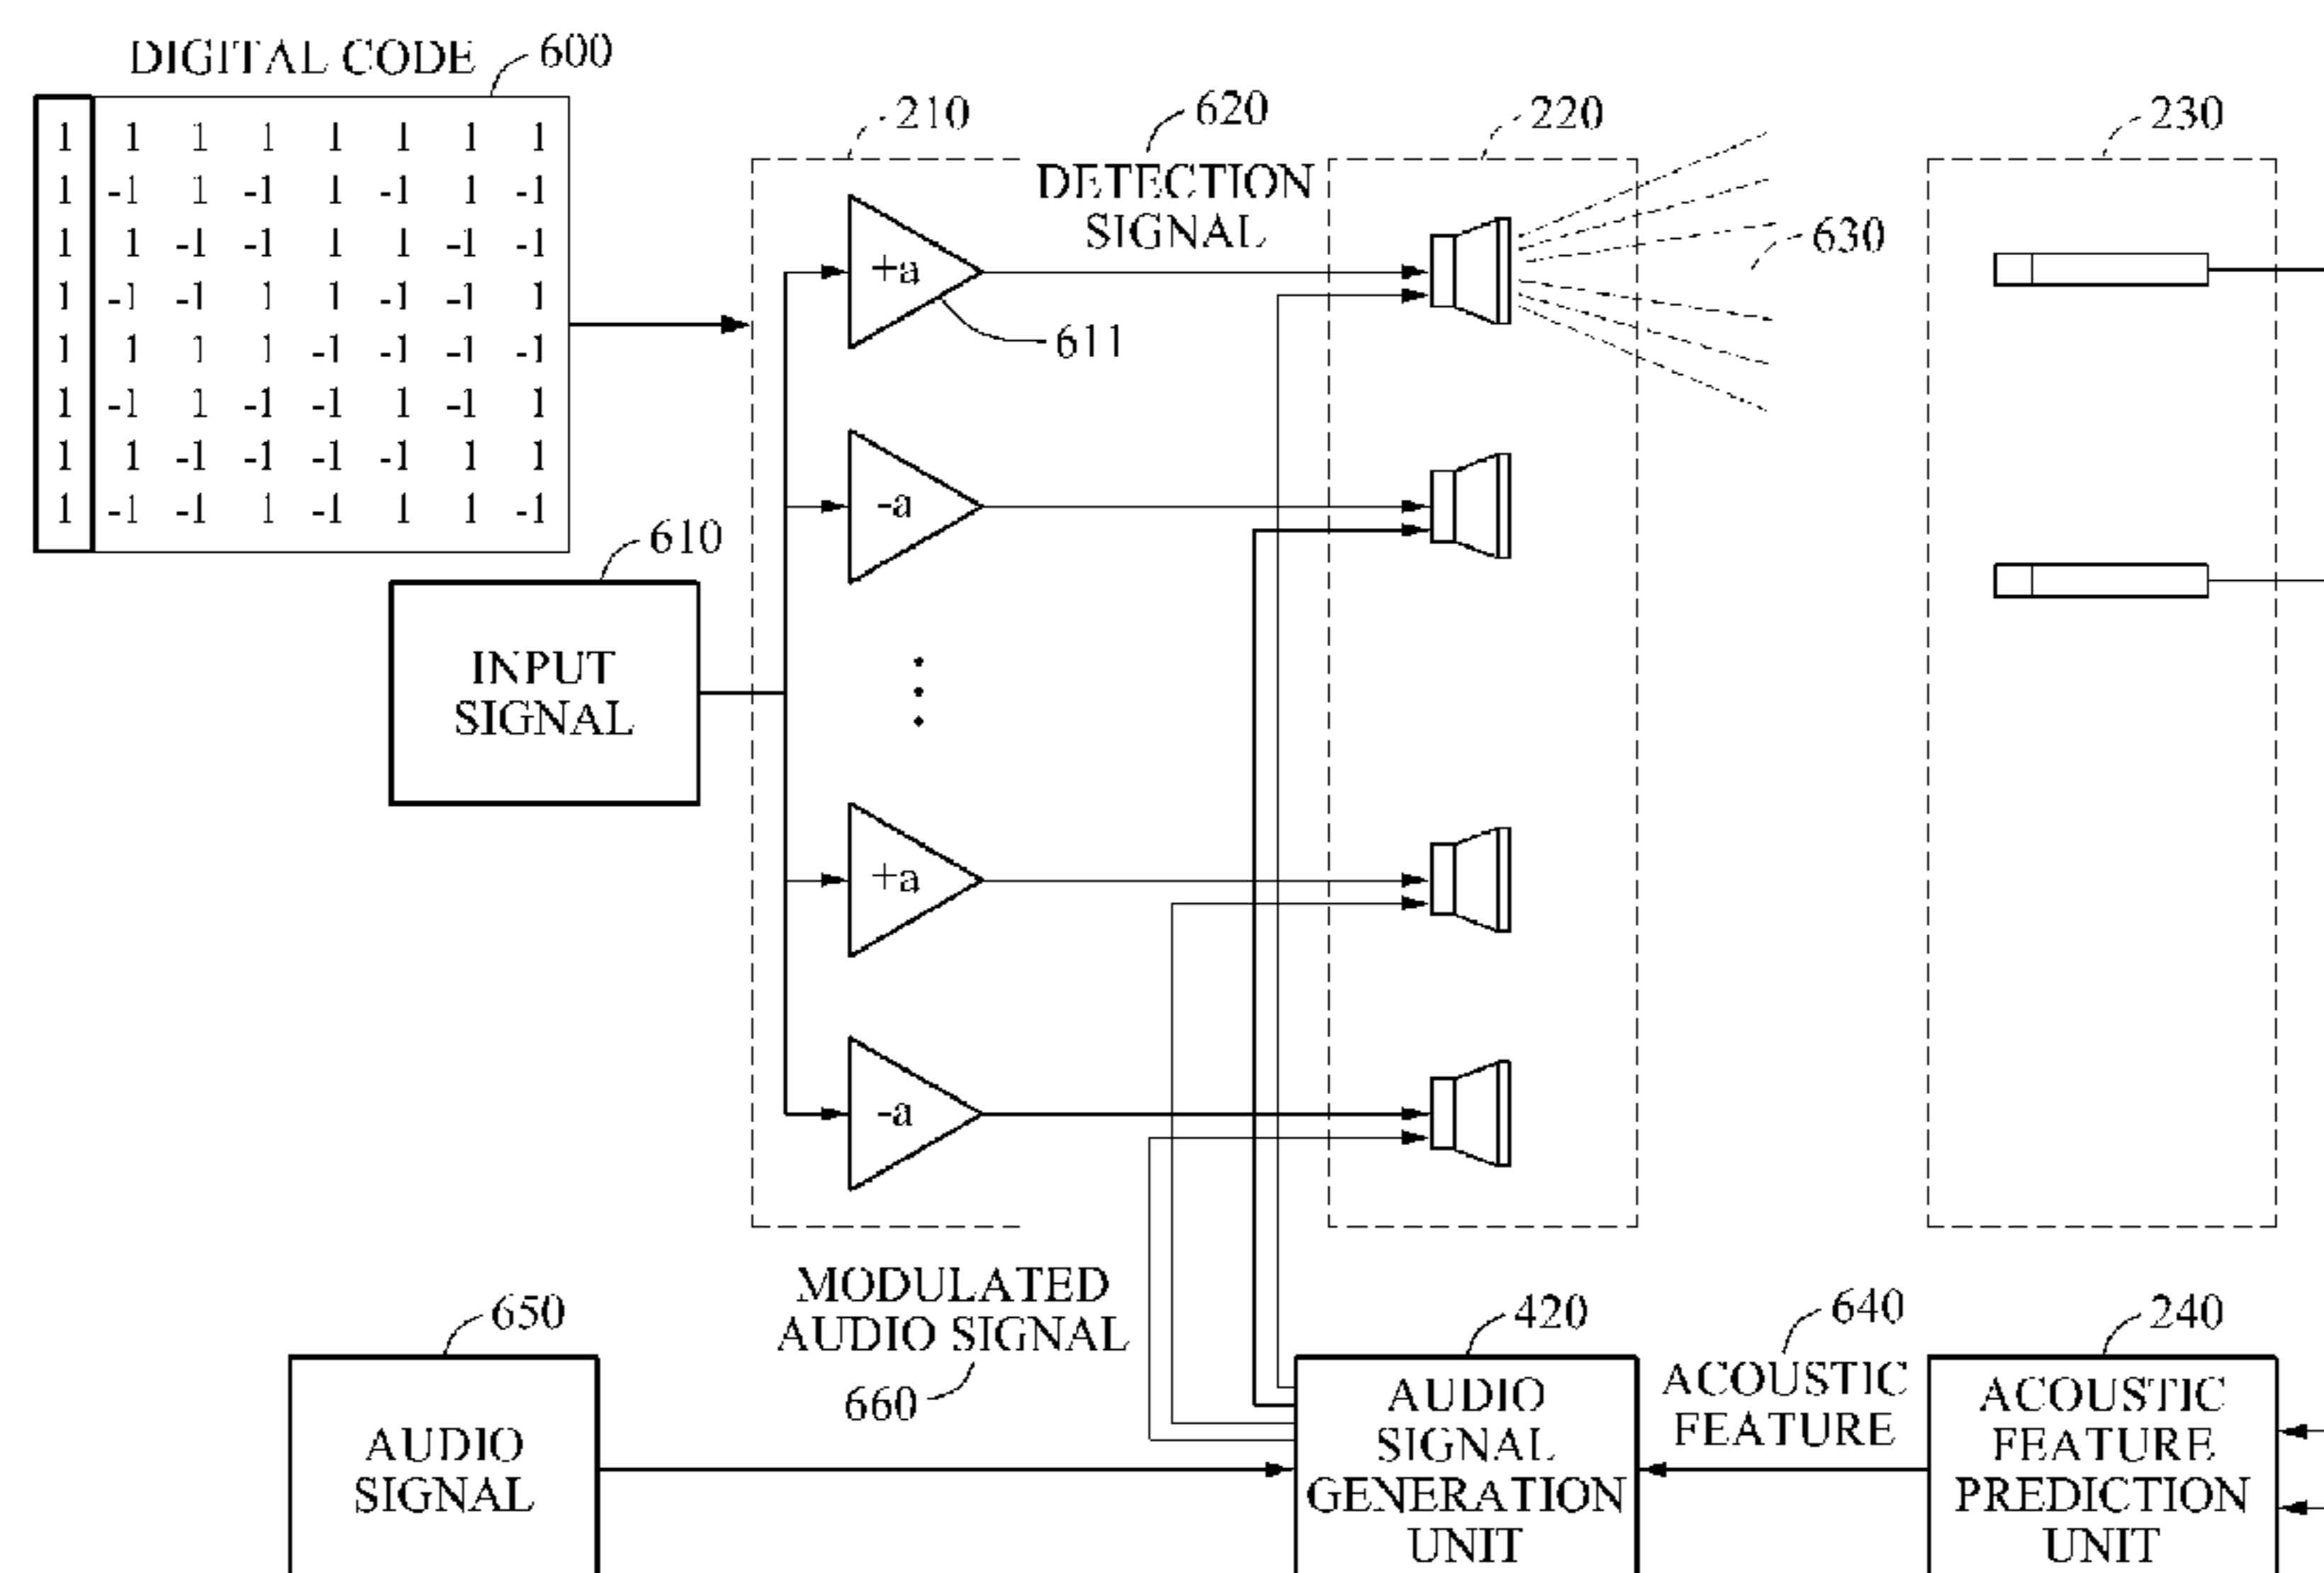 DIGITAL CODE 600
1 1 1 1 1 1 1 1
1 -1 1 -1 1 -1 1 -1
1 1 -1 -1 1 1 -1 -1
1 -1 -1 1 1 -1 -1 1
1 1 1 1 -1 -1 -1 -1
1 -1 1 -1 -1 1 -1 1
1 1 -1 -1 -1 -1 1 1
1 -1 -1 1 -1 1 1 -1
210
620
DETECTION
SIGNAL
220
630
230
+a
611
-a
610
INPUT
SIGNAL
+a
-a
MODULATED
AUDIO SIGNAL
660
650
AUDIO
SIGNAL
420
AUDIO
SIGNAL
GENERATION
UNIT
640
ACOUSTIC
FEATURE
240
ACOUSTIC
FEATURE
PREDICTION
UNIT